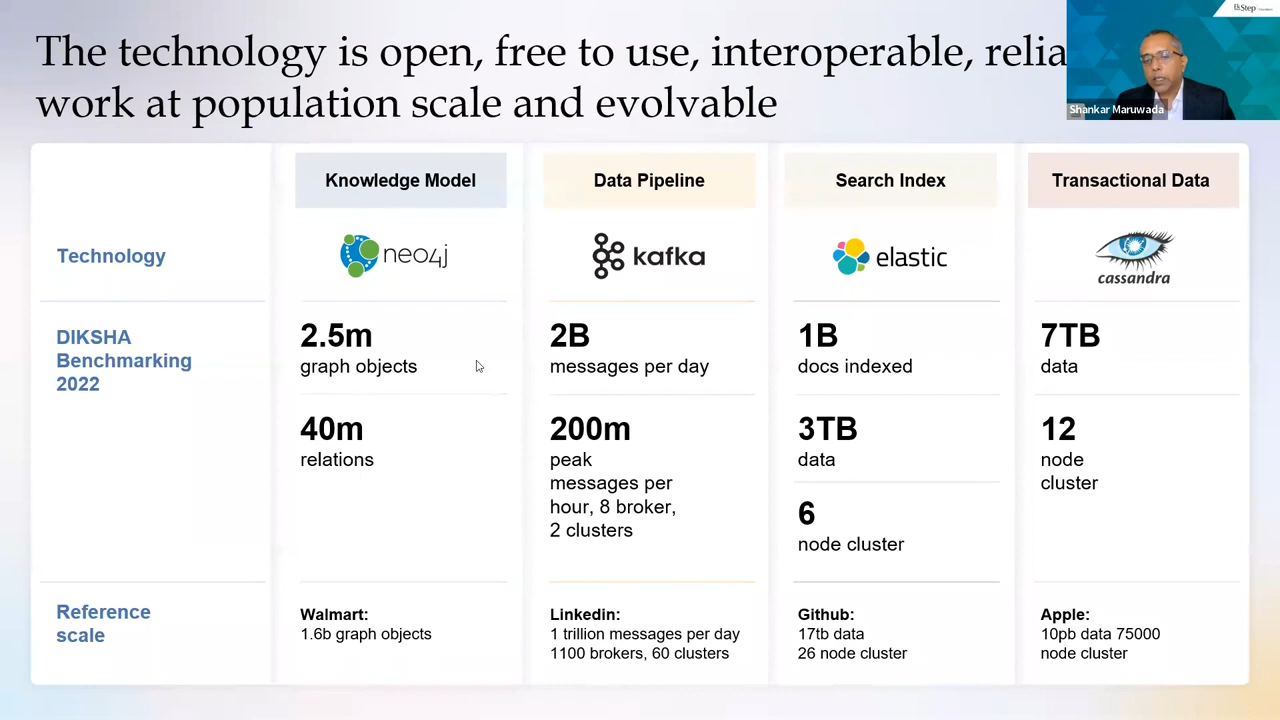 The technology is open, free to use, interoperable,
work at population scale and evolvable
Step
Shankar Maruwada
Knowledge Model
Data Pipeline
Search Index
Transactional Data
Technology
neo4j
kafka
elastic
cassandra
DIKSHA
Benchmarking
2022
2.5m
graph objects
40m
relations
2B
messages per day
200m
peak
messages per
hour, 8 broker,
2 clusters
1B
docs indexed
3TB
data
6
node cluster
7TB
data
12
node
cluster
Reference
scale
Walmart:
1.6b graph objects
Linkedin:
1 trillion messages per day
1100 brokers, 60 clusters
Github:
17tb data
26 node cluster
Apple:
10pb data 75000
node cluster